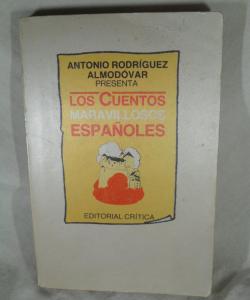 ANTONIO RODRÍGUEZ
ALMODÓVAR
PRESENTA
LOS CUENTOS
MARAVILLOSOS
ESPAÑOLES
EDITORIAL CRÍTICA